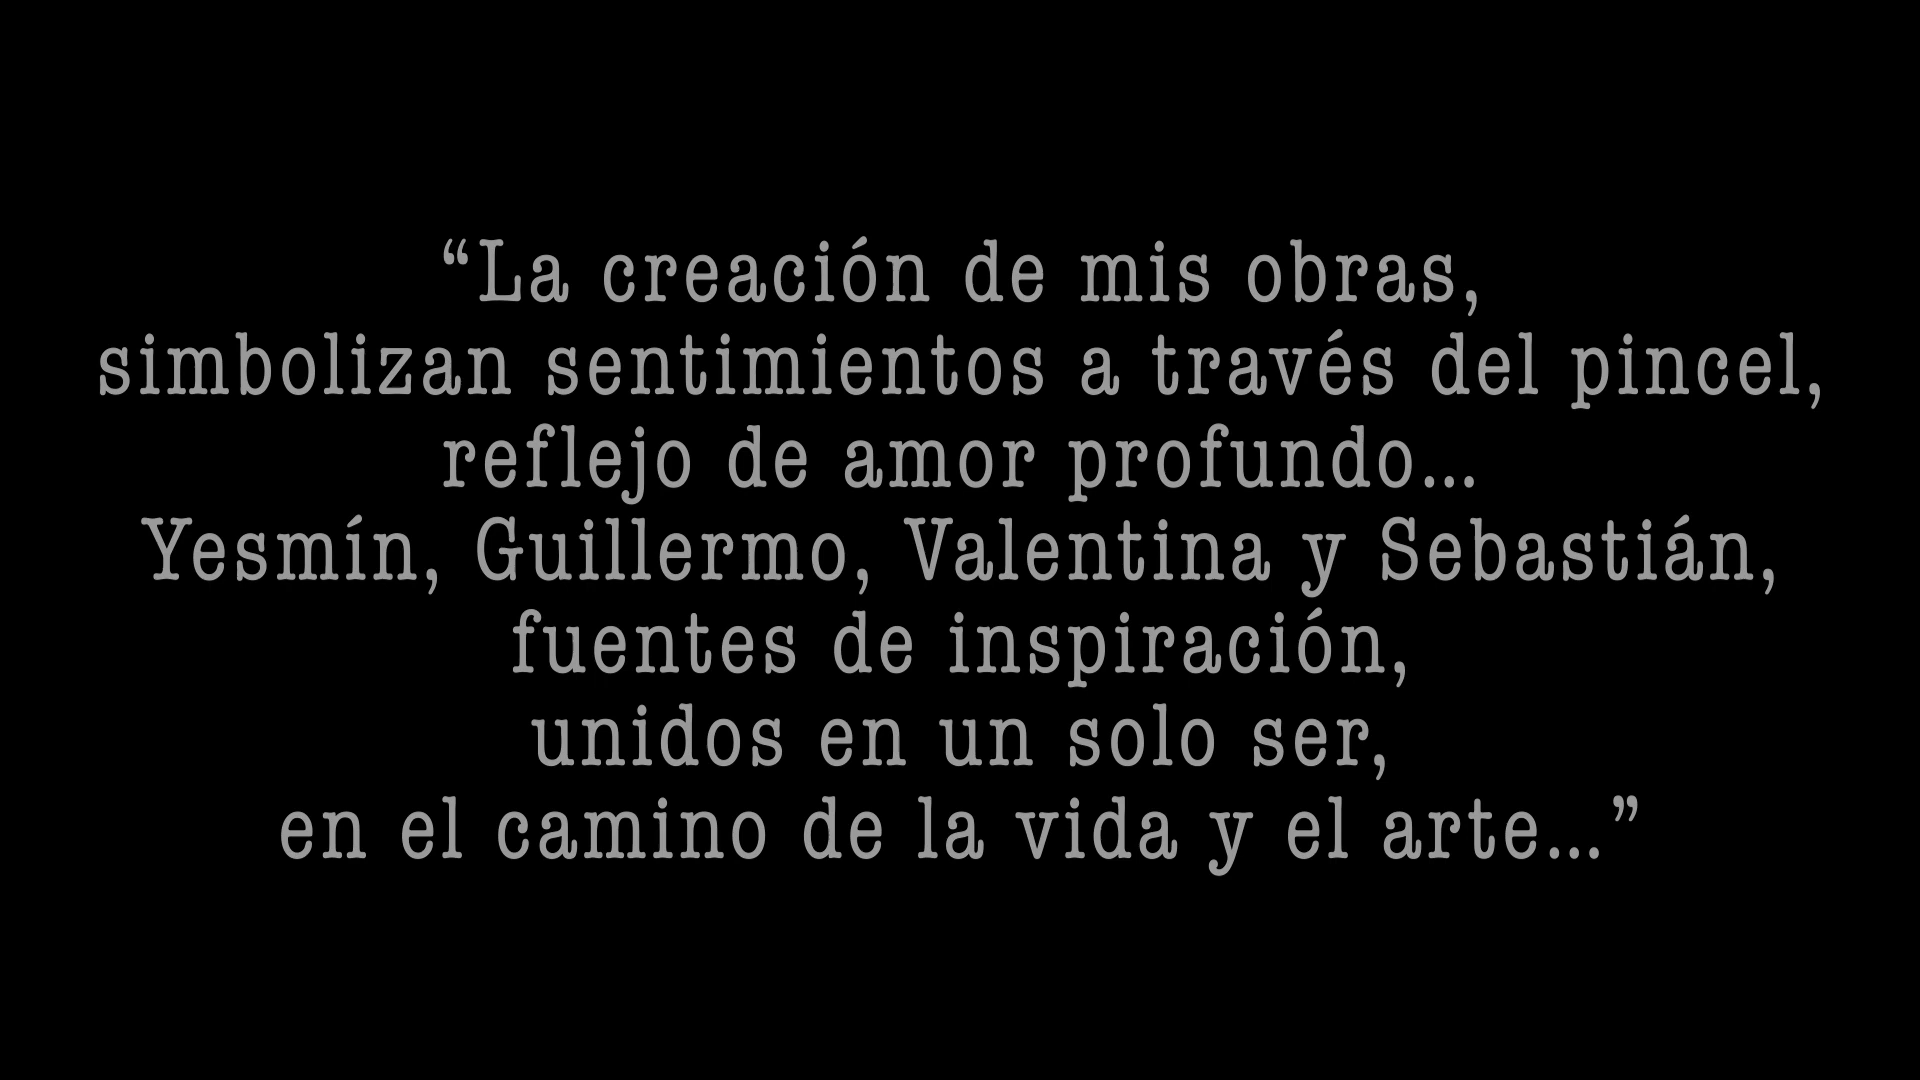 “La creación de mis obras,
simbolizan sentimientos a través del pincel,
reflejo de amor profundo...
Yesmín, Guillermo, Valentina y Sebastián,
fuentes de inspiración,
unidos en un solo ser,
en el camino de la vida y el arte...”